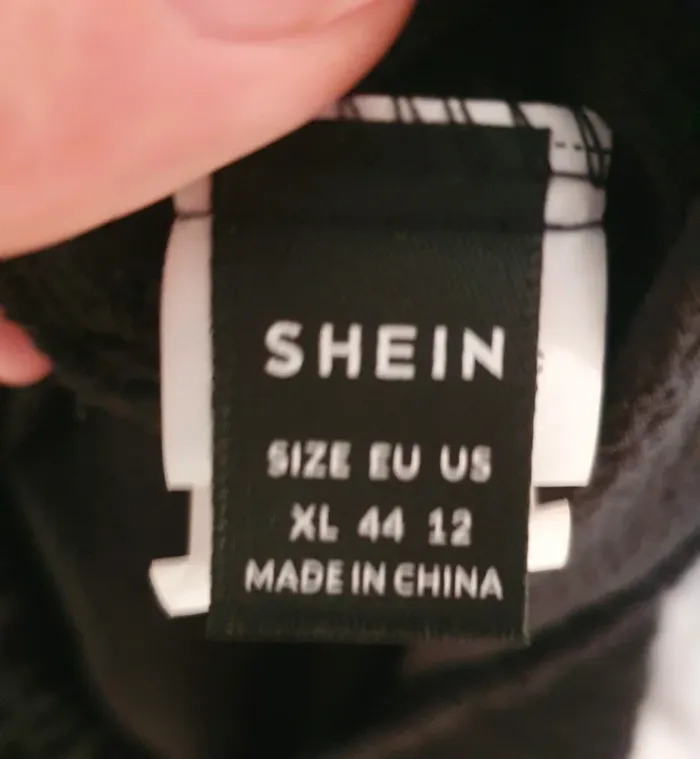 SHEIN
SIZE EU US
XL 44 12
MADE IN CHINA